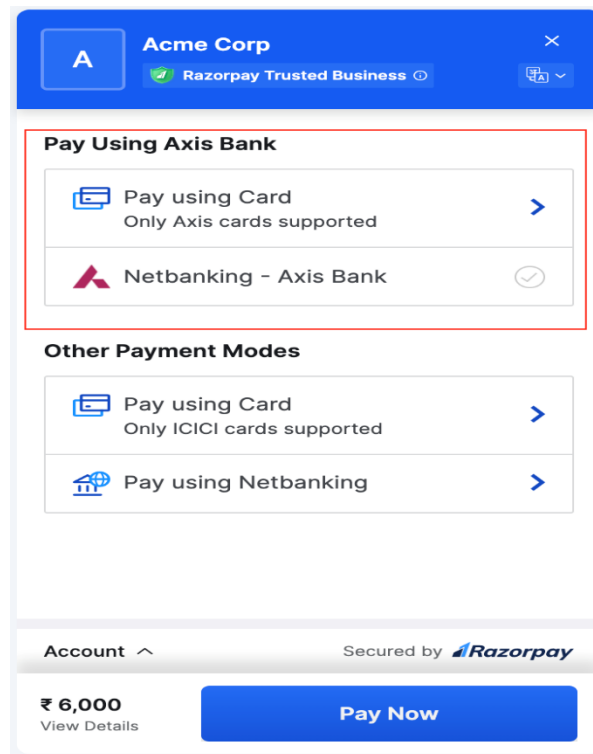 A
Acme Corp
Razorpay Trusted Business
Pay Using Axis Bank
Pay using Card
Only Axis cards supported
Netbanking - Axis Bank
Other Payment Modes
Pay using Card
Only ICICI cards supported
Pay using Netbanking
Account
Secured by Razorpay
₹ 6,000
View Details
Pay Now